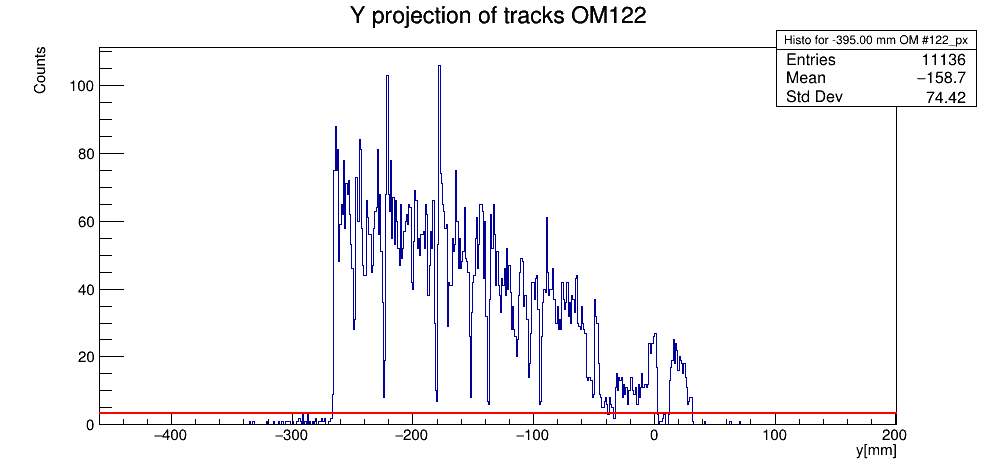 Y projection of tracks OM122
Histo for -395.00 mm OM #122_px
Entries 11136
Mean −158.7
Std Dev 74.42
Counts
100
80
60
40
20
0
−400 −300 −200 −100 0 100 200
y[mm]